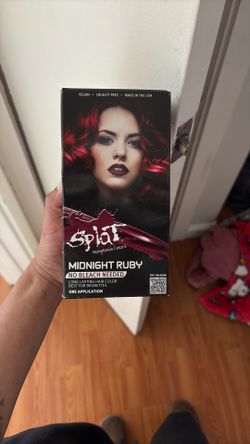 VEGAN • CRUELTY-FREE • MADE IN THE USA
Splat
Rebellious Colors
MIDNIGHT RUBY
NO BLEACH NEEDED
LONG LASTING HAIR COLOR
BEST FOR BRUNETTES
ONE APPLICATION